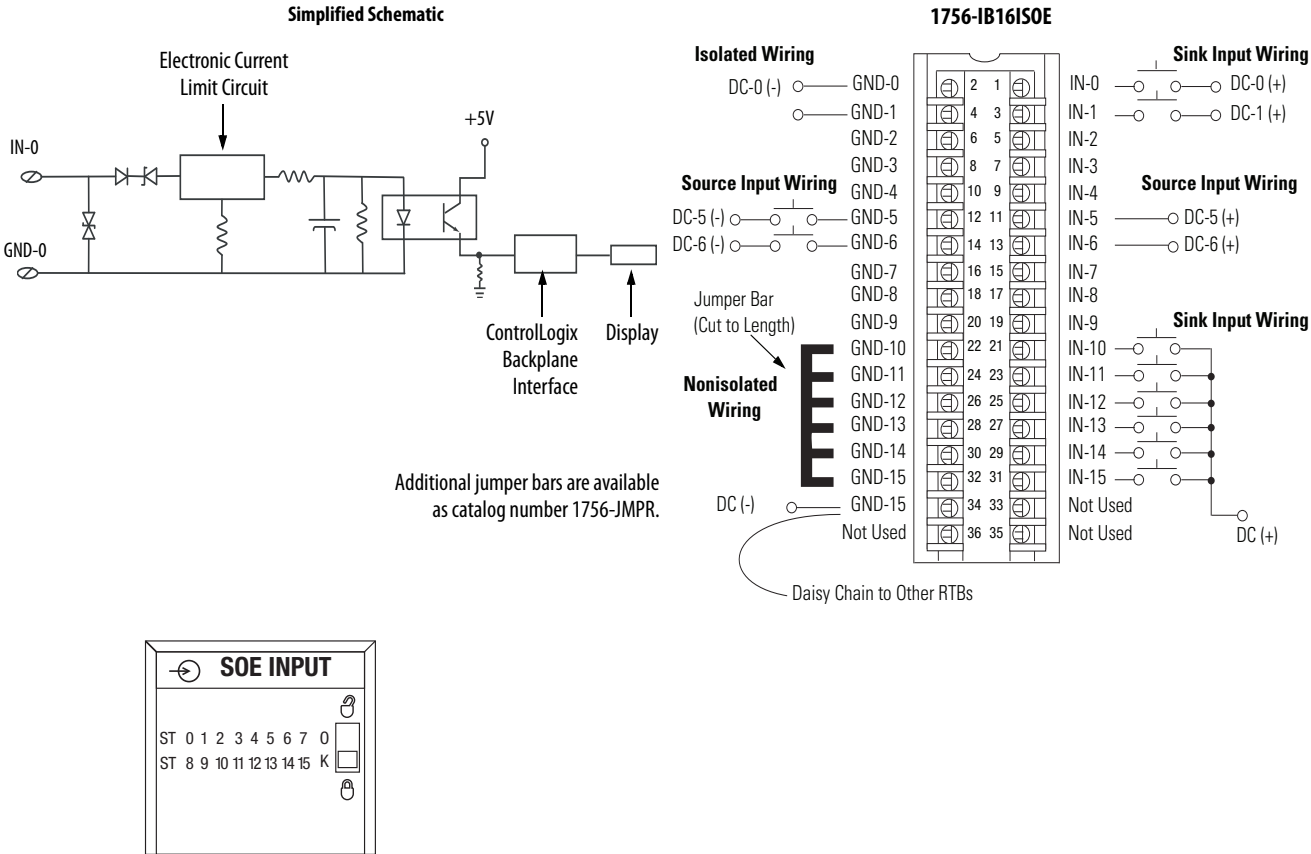 Simplified Schematic
Electronic Current
Limit Circuit
+5V
IN-0
GND-0
ControlLogix
Backplane
Interface
Display
Additional jumper bars are available
as catalog number 1756-JMPR.
1756-IB16ISOE
Isolated Wiring
Sink Input Wiring
DC-0 (-) GND-0 2 1 IN-0 DC-0 (+)
GND-1 4 3 IN-1 DC-1 (+)
GND-2 6 5 IN-2
GND-3 8 7 IN-3
Source Input Wiring
Source Input Wiring
GND-4 10 9 IN-4
DC-5 (-) GND-5 12 11 IN-5 DC-5 (+)
DC-6 (-) GND-6 14 13 IN-6 DC-6 (+)
GND-7 16 15 IN-7
GND-8 18 17 IN-8
Jumper Bar
(Cut to Length)
GND-9 20 19 IN-9
Sink Input Wiring
GND-10 22 21 IN-10
GND-11 24 23 IN-11
Nonisolated
Wiring
GND-12 26 25 IN-12
GND-13 28 27 IN-13
GND-14 30 29 IN-14
GND-15 32 31 IN-15
DC (-) GND-15 34 33 Not Used
Not Used 36 35 Not Used
DC (+)
Daisy Chain to Other RTBs
SOE INPUT
ST 0 1 2 3 4 5 6 7 O
ST 8 9 10 11 12 13 14 15 K